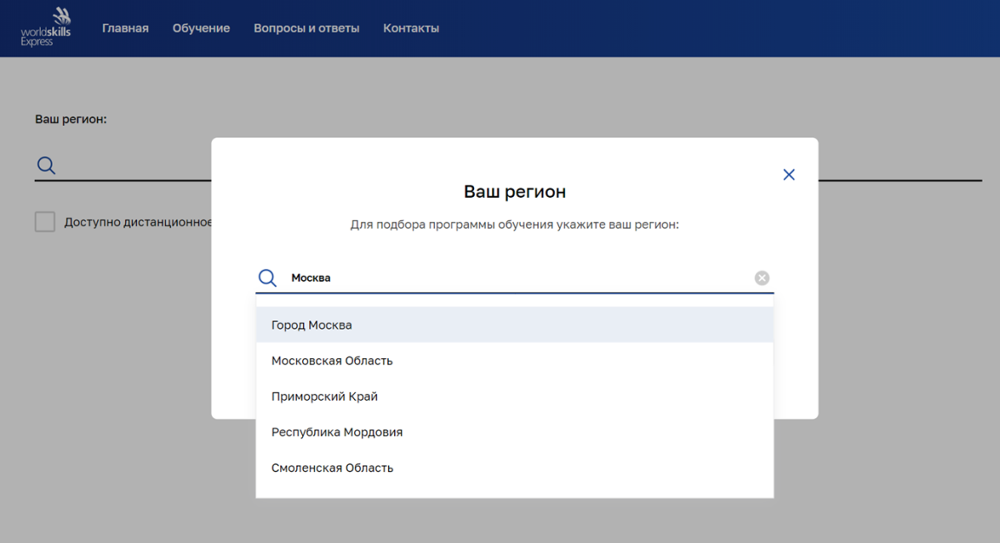 worldskills
Express
Главная Обучение Вопросы и ответы Контакты
Ваш регион:
Доступно дистанционное
Ваш регион
Для подбора программы обучения укажите ваш регион:
Москва
Город Москва
Московская Область
Приморский Край
Республика Мордовия
Смоленская Область